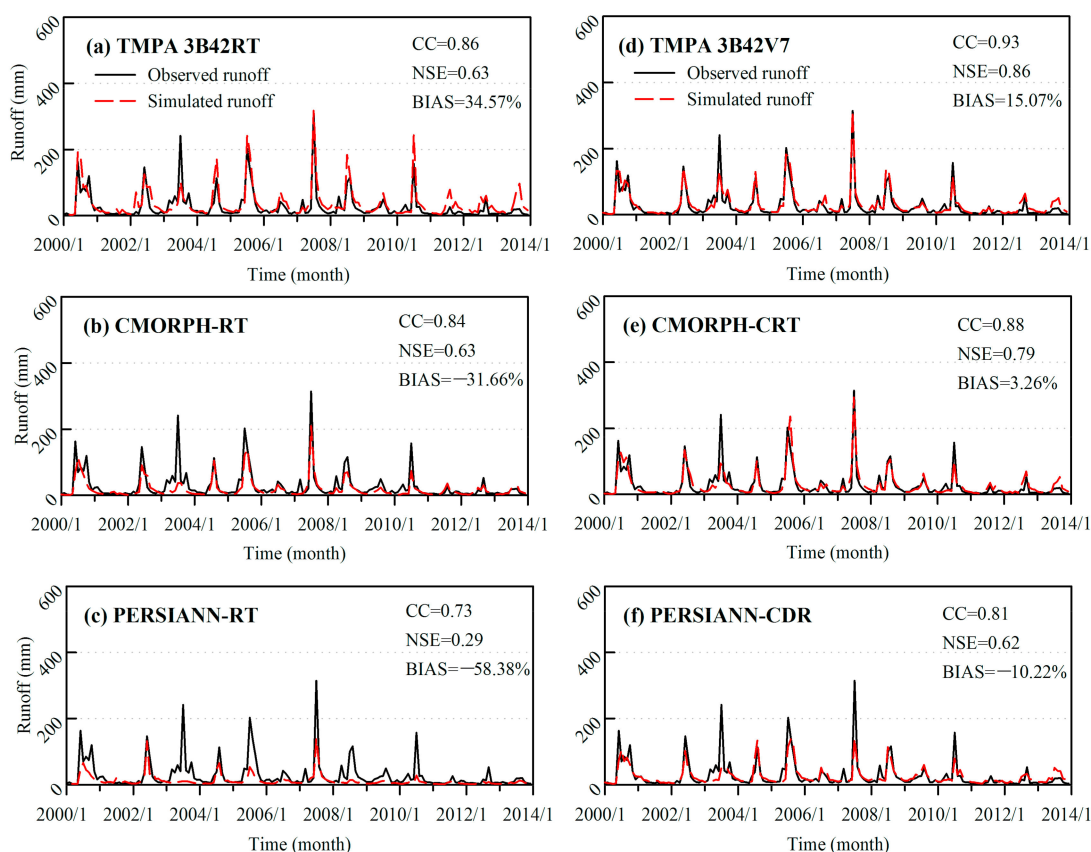 600
(a) TMPA 3B42RT
CC=0.86
Observed runoff
NSE=0.63
Simulated runoff
BIAS=34.57%
400
200
0
Runoff (mm)
2000/1 2002/1 2004/1 2006/1 2008/1 2010/1 2012/1 2014/1
Time (month)
600
(d) TMPA 3B42V7
CC=0.93
Observed runoff
NSE=0.86
Simulated runoff
BIAS=15.07%
400
200
0
2000/1 2002/1 2004/1 2006/1 2008/1 2010/1 2012/1 2014/1
Time (month)
600
(b) CMORPH-RT
CC=0.84
NSE=0.63
BIAS=−31.66%
400
200
0
Runoff (mm)
2000/1 2002/1 2004/1 2006/1 2008/1 2010/1 2012/1 2014/1
Time (month)
600
(e) CMORPH-CRT
CC=0.88
NSE=0.79
BIAS=3.26%
400
200
0
2000/1 2002/1 2004/1 2006/1 2008/1 2010/1 2012/1 2014/1
Time (month)
600
(c) PERSIANN-RT
CC=0.73
NSE=0.29
BIAS=−58.38%
400
200
0
Runoff (mm)
2000/1 2002/1 2004/1 2006/1 2008/1 2010/1 2012/1 2014/1
Time (month)
600
(f) PERSIANN-CDR
CC=0.81
NSE=0.62
BIAS=−10.22%
400
200
0
2000/1 2002/1 2004/1 2006/1 2008/1 2010/1 2012/1 2014/1
Time (month)